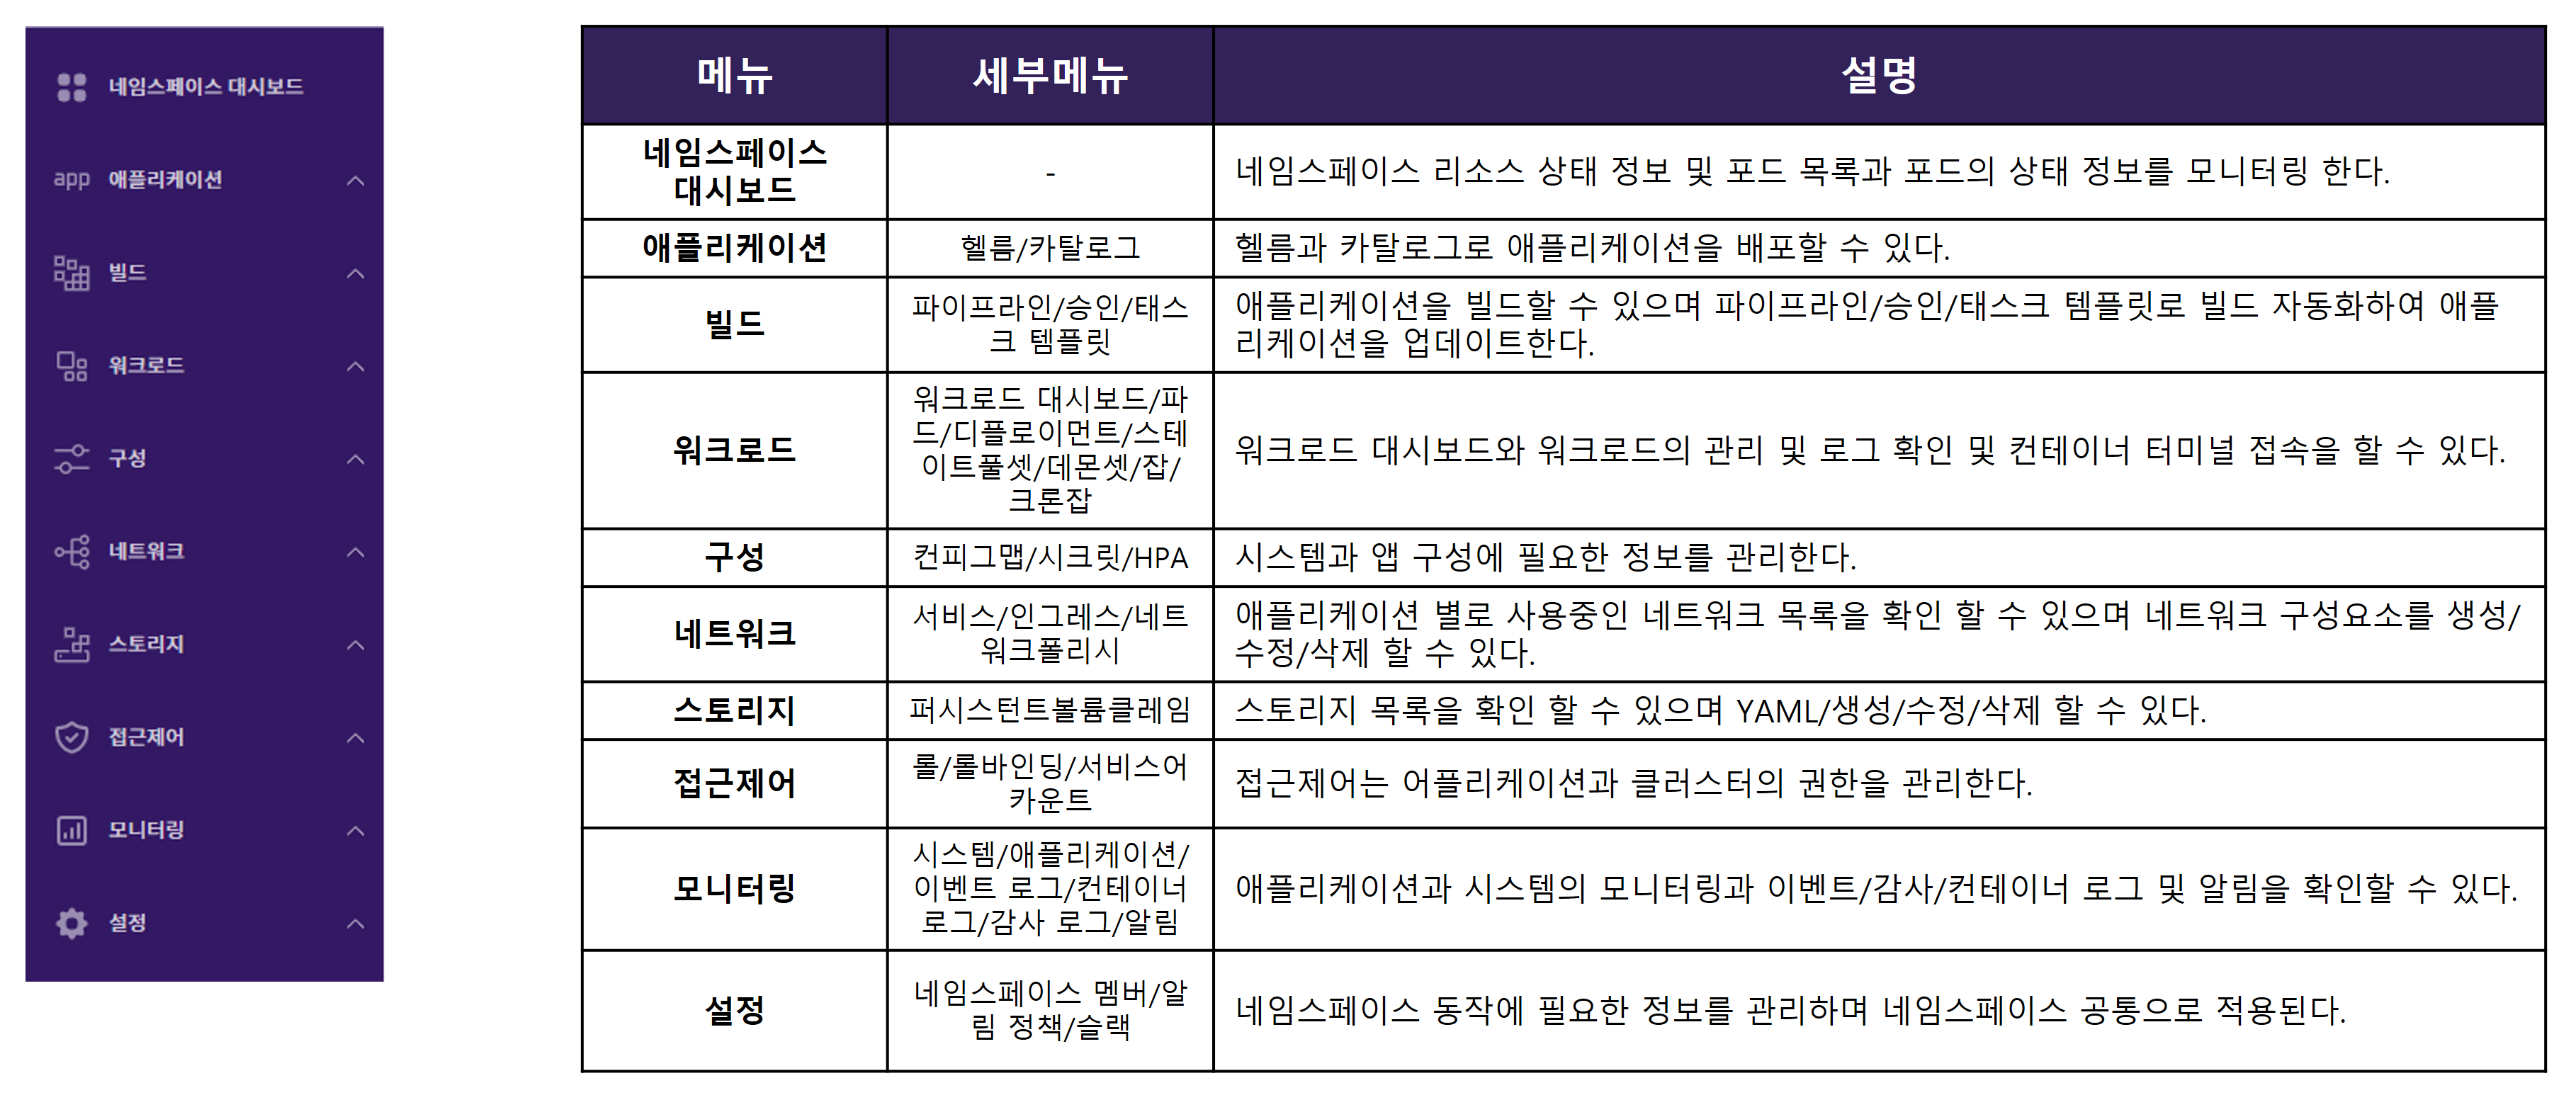 네임스페이스 대시보드
app 애플리케이션
빌드
워크로드
구성
네트워크
스토리지
접근제어
모니터링
설정
메뉴 세부메뉴 설명
네임스페이스
대시보드
-
네임스페이스 리소스 상태 정보 및 포드 목록과 포드의 상태 정보를 모니터링 한다.
애플리케이션
헬름/카탈로그
헬름과 카탈로그로 애플리케이션을 배포할 수 있다.
빌드
파이프라인/승인/태스
크 템플릿
애플리케이션을 빌드할 수 있으며 파이프라인/승인/태스크 템플릿로 빌드 자동화하여 애플
리케이션을 업데이트한다.
워크로드
워크로드 대시보드/파
드/디플로이먼트/스테
이트풀셋/데몬셋/잡/
크론잡
워크로드 대시보드와 워크로드의 관리 및 로그 확인 및 컨테이너 터미널 접속을 할 수 있다.
구성
컨피그맵/시크릿/HPA
시스템과 앱 구성에 필요한 정보를 관리한다.
네트워크
서비스/인그레스/네트
워크폴리시
애플리케이션 별로 사용중인 네트워크 목록을 확인 할 수 있으며 네트워크 구성요소를 생성/
수정/삭제 할 수 있다.
스토리지
퍼시스턴트볼륨클레임
스토리지 목록을 확인 할 수 있으며 YAML/생성/수정/삭제 할 수 있다.
접근제어
롤/롤바인딩/서비스어
카운트
접근제어는 어플리케이션과 클러스터의 권한을 관리한다.
모니터링
시스템/애플리케이션/
이벤트 로그/컨테이너
로그/감사 로그/알림
애플리케이션과 시스템의 모니터링과 이벤트/감사/컨테이너 로그 및 알림을 확인할 수 있다.
설정
네임스페이스 멤버/알
림 정책/슬랙
네임스페이스 동작에 필요한 정보를 관리하며 네임스페이스 공통으로 적용된다.